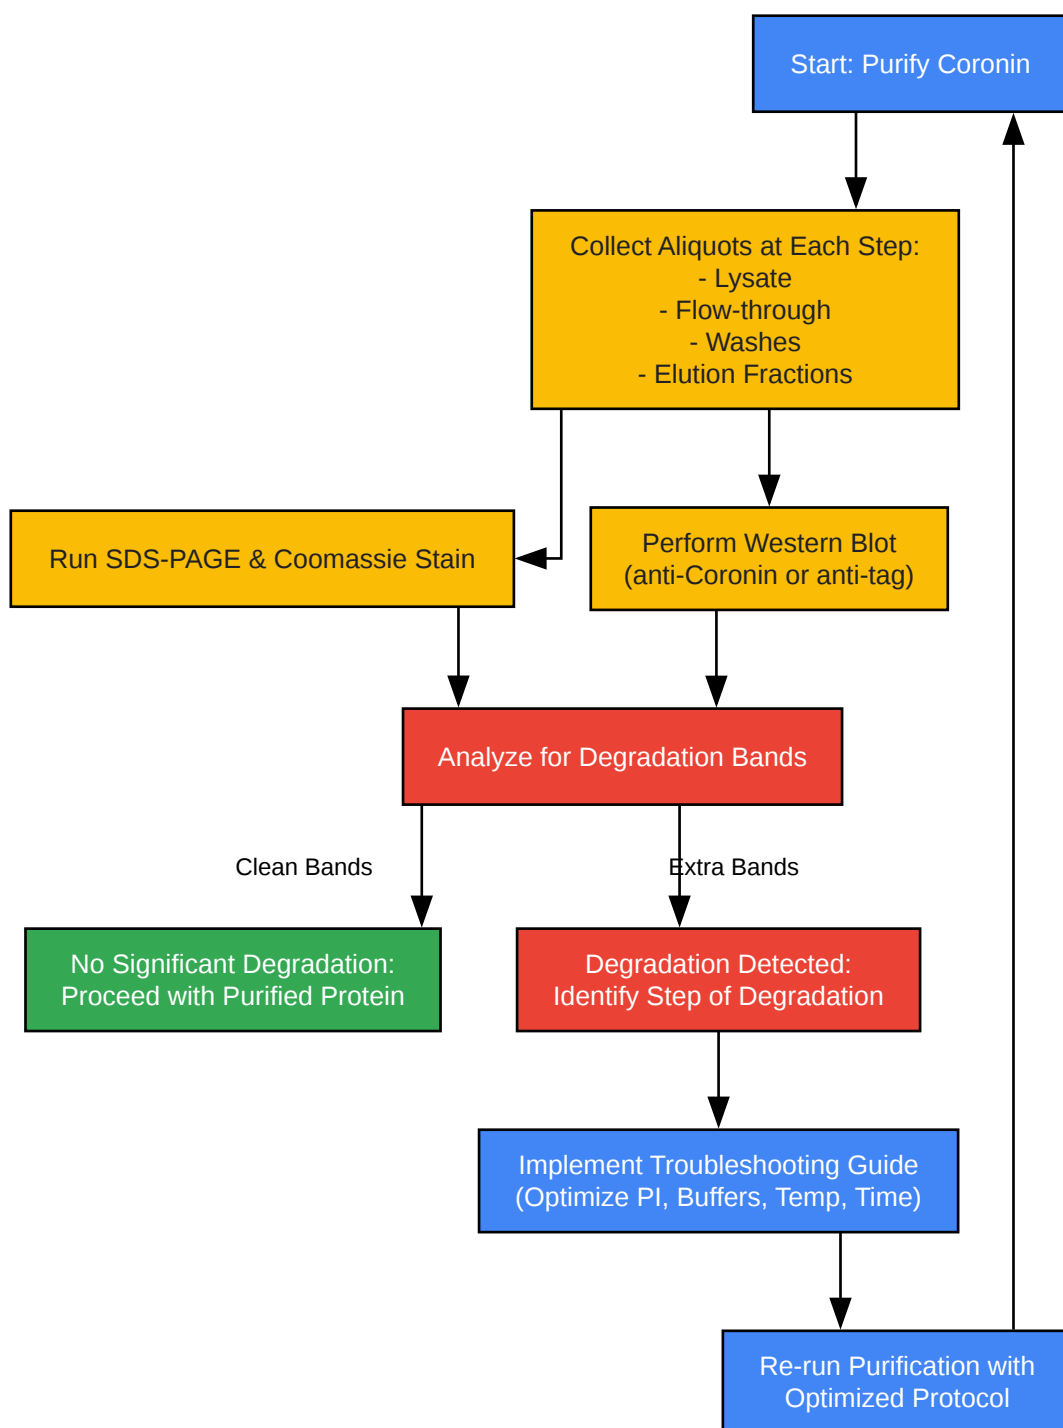 Start: Purify Coronin
Collect Aliquots at Each Step:
- Lysate
- Flow-through
- Washes
- Elution Fractions
Run SDS-PAGE & Coomassie Stain
Perform Western Blot
(anti-Coronin or anti-tag)
Analyze for Degradation Bands
Clean Bands
Extra Bands
No Significant Degradation:
Proceed with Purified Protein
Degradation Detected:
Identify Step of Degradation
Implement Troubleshooting Guide
(Optimize PI, Buffers, Temp, Time)
Re-run Purification with
Optimized Protocol